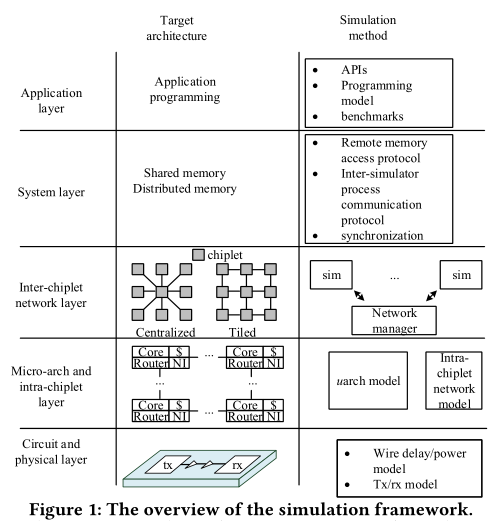 Target
architecture
Simulation
method
Application
layer
Application
programming
• APIs
• Programming
model
• benchmarks
System layer
Shared memory
Distributed memory
• Remote memory
access protocol
• Inter-simulator
process
communication
protocol
• synchronization
Inter-chiplet
network layer
chiplet
Centralized
Tiled
sim
...
sim
Network
manager
Micro-arch and
intra-chiplet
layer
Core $ ... Core $
Router NI Router NI
... ...
Core $ ... Core $
Router NI Router NI
uarch model
Intra-
chiplet
network
model
Circuit and
physical layer
tx
rx
• Wire delay/power
model
• Tx/rx model
Figure 1: The overview of the simulation framework.